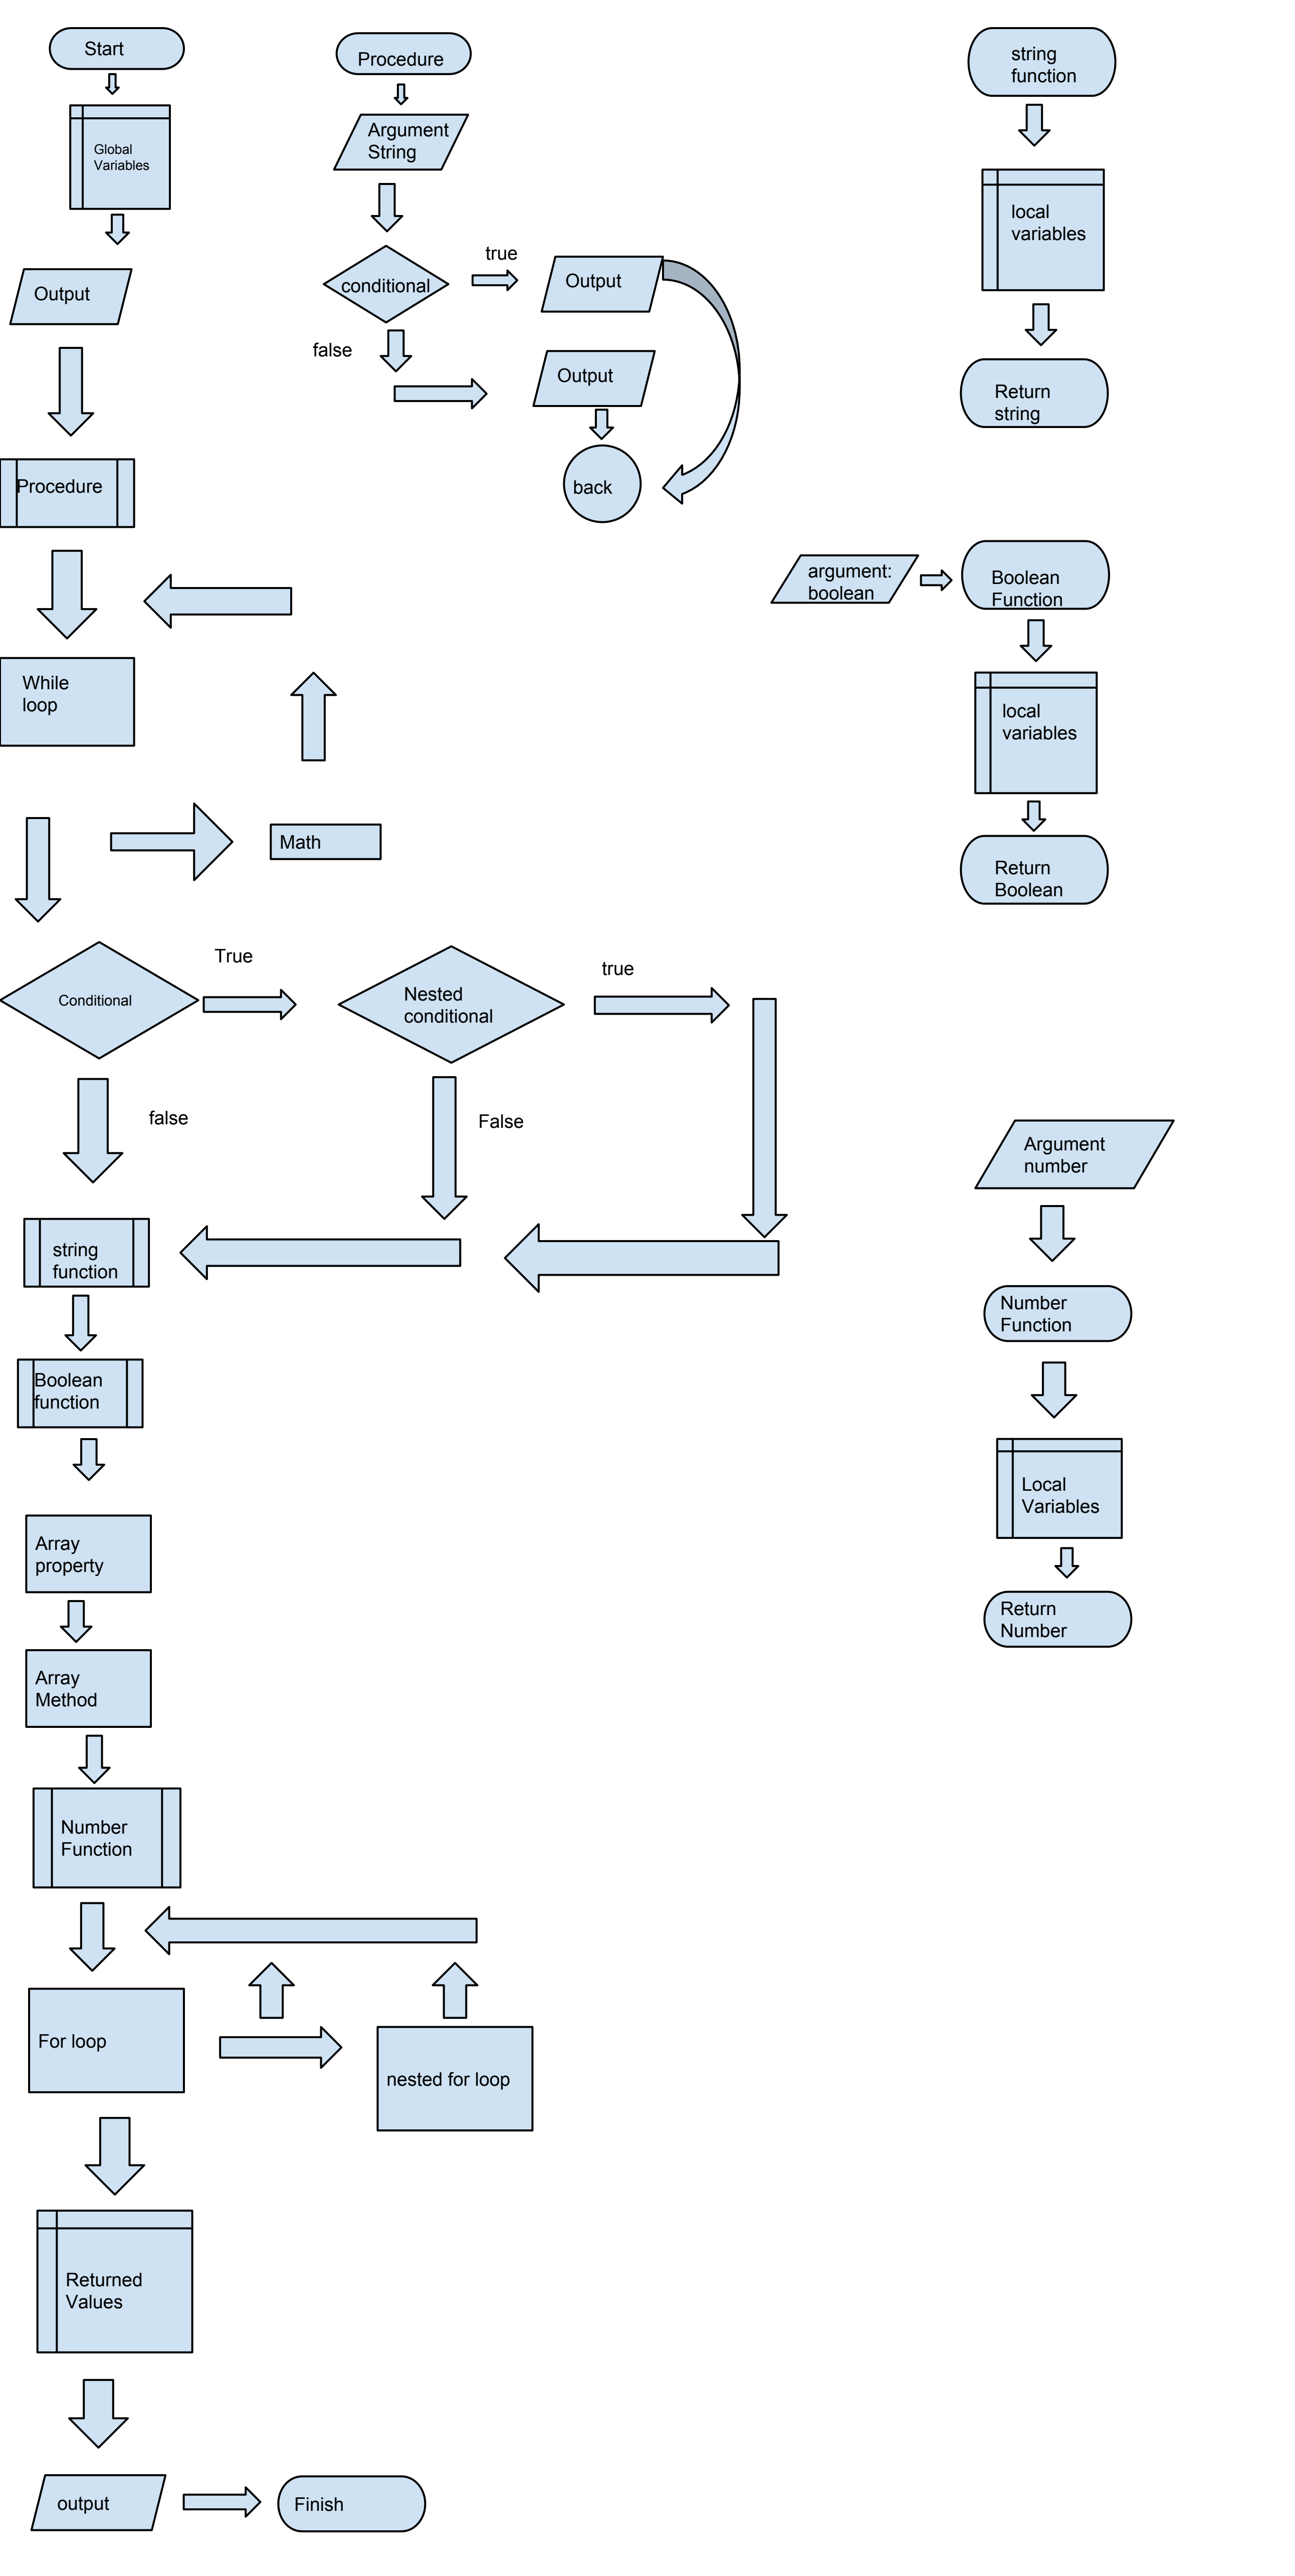 Start
Global
Variables
Output
Procedure
While
loop
Math
Conditional
True
false
Nested
conditional
true
False
string
function
Boolean
function
Array
property
Array
Method
Number
Function
For loop
nested for loop
Returned
Values
output
Finish
Procedure
Argument
String
conditional
true
false
Output
Output
back
string
function
local
variables
Return
string
argument:
boolean
Boolean
Function
local
variables
Return
Boolean
Argument
number
Number
Function
Local
Variables
Return
Number